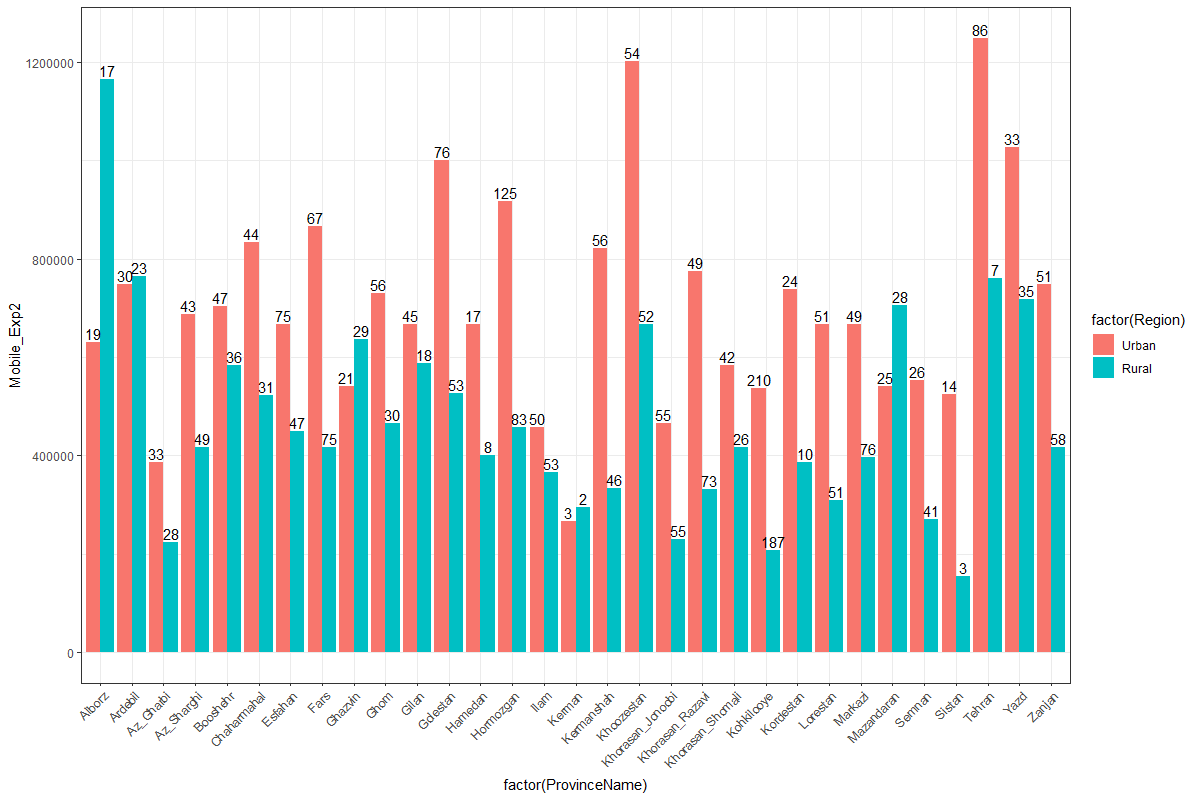 Mobile_Exp2
1200000
800000
400000
0
19
17
30
23
33
28
43
49
47
36
44
31
75
47
67
75
21
29
56
30
45
18
76
53
17
8
125
83
50
53
3
2
56
46
54
52
55
55
49
73
42
26
210
187
24
10
51
51
49
76
25
28
26
41
14
3
86
7
33
35
51
58
Alborz
Ardebil
Az_Gharbi
Az_Sharghi
Booshehr
Chaharmahal
Esfahan
Fars
Ghazvin
Ghom
Gilan
Golestan
Hamedan
Hormozgan
Ilam
Kerman
Kermanshah
Khoozestan
Khorasan_Jonoobi
Khorasan_Razavi
Khorasan_Shomali
Kohkilooye
Kordestan
Lorestan
Markazi
Mazandaran
Semnan
Sistan
Tehran
Yazd
Zanjan
factor(ProvinceName)
factor(Region)
Urban
Rural